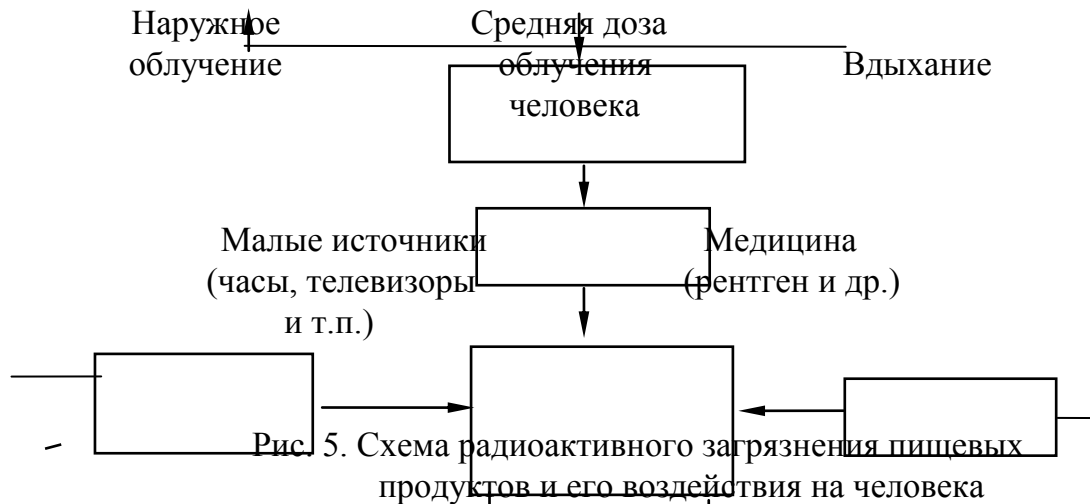 Наружное
облучение
Средняя доза
облучения
человека
Вдыхание
Малые источники
(часы, телевизоры
и т.п.)
Медицина
(рентген и др.)
Рис. 5. Схема радиоактивного загрязнения пищевых
продуктов и его воздействия на человека